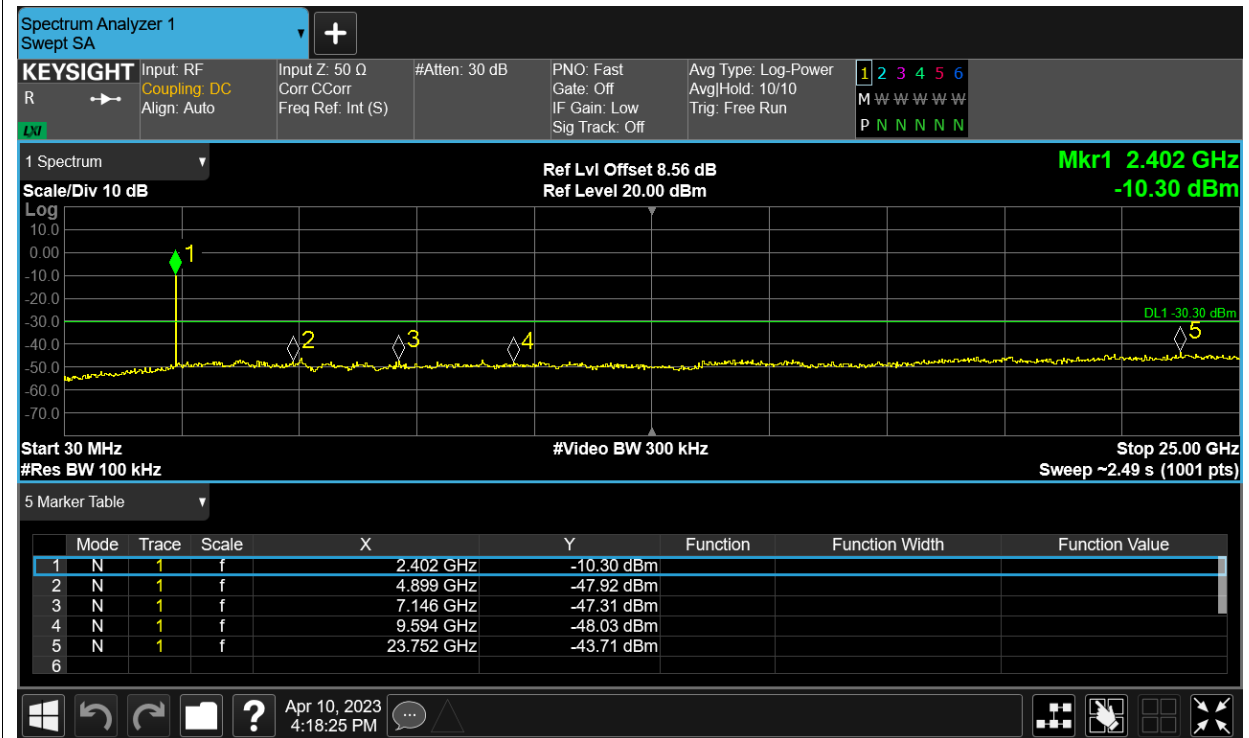 Spectrum Analyzer 1
Swept SA
KEYSIGHT
R
LXI
Input: RF
Coupling: DC
Align: Auto
Input Z: 50 Ω
Corr CCorr
Freq Ref: Int (S)
#Atten: 30 dB
PNO: Fast
Gate: Off
IF Gain: Low
Sig Track: Off
Avg Type: Log-Power
Avg|Hold: 10/10
Trig: Free Run
1 2 3 4 5 6
M W W W W W
P N N N N N
1 Spectrum
Scale/Div 10 dB
Ref Lvl Offset 8.56 dB
Ref Level 20.00 dBm
Mkr1 2.402 GHz
-10.30 dBm
Log
10.0
0.00
-10.0
-20.0
-30.0
-40.0
-50.0
-60.0
-70.0
1
2
3
4
5
DL1 -30.30 dBm
Start 30 MHz
#Video BW 300 kHz
Stop 25.00 GHz
#Res BW 100 kHz
Sweep ~2.49 s (1001 pts)
5 Marker Table
Mode Trace Scale X Y Function Function Width Function Value
1 N 1 f 2.402 GHz -10.30 dBm
2 N 1 f 4.899 GHz -47.92 dBm
3 N 1 f 7.146 GHz -47.31 dBm
4 N 1 f 9.594 GHz -48.03 dBm
5 N 1 f 23.752 GHz -43.71 dBm
6
?
Apr 10, 2023
4:18:25 PM